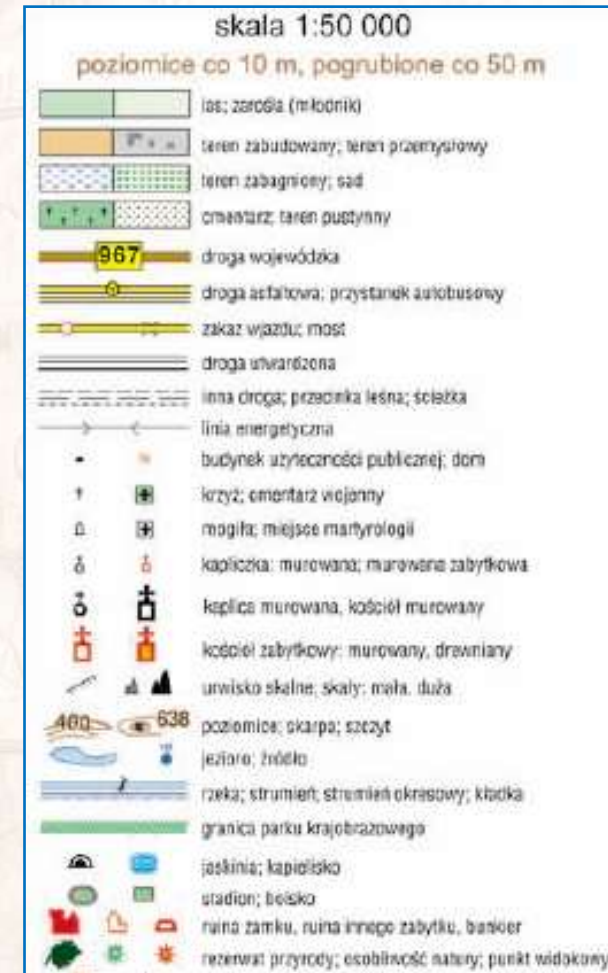 skala 1:50 000
poziomice co 10 m, pogrubione co 50 m
las; zarośla (młodnik)
teren zabudowany; teren przemysłowy
teren zabagniony; sad
cmentarz; teren pustynny
967 droga wojewódzka
droga asfaltowa; przystanek autobusowy
zakaz wjazdu; most
droga utwardzona
inna droga; przecinka leśna; ścieżka
linia energetyczna
budynek użyteczności publicznej; dom
krzyż; cmentarz wojenny
mogiła; miejsce martyrologii
kapliczka: murowana; murowana zabytkowa
kaplica murowana, kościół murowany
kościół zabytkowy: murowany, drewniany
urwisko skalne; skały: mała, duża
400 638 poziomice; skarpa; szczyt
jezioro; źródło
rzeka; strumień; strumień okresowy; kładka
granica parku krajobrazowego
jaskinia; kąpielisko
stadion; boisko
ruina zamku, ruina innego zabytku, bunkier
rezerwat przyrody; osobliwość natury; punkt widokowy